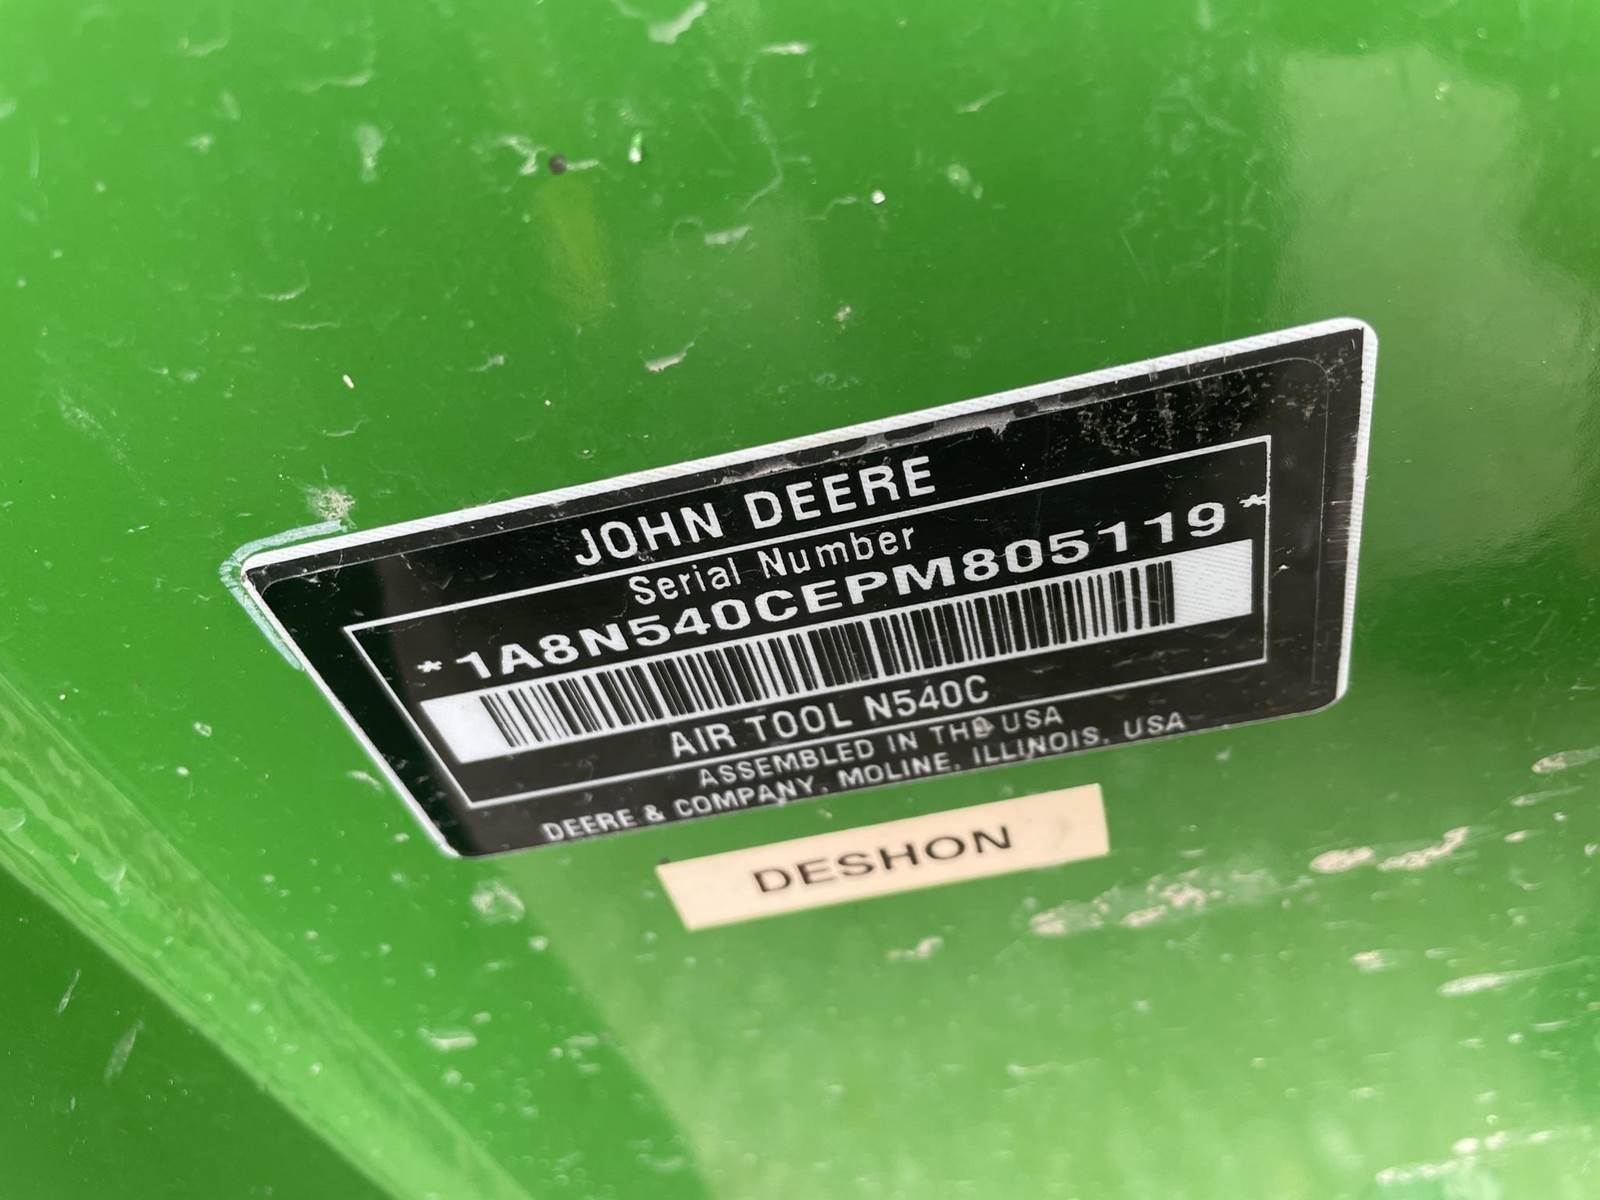 JOHN DEERE
Serial Number
*1A8N540CEPM805119*
AIR TOOL N540C
ASSEMBLED IN THE USA
DEERE & COMPANY, MOLINE, ILLINOIS, USA
DESHON